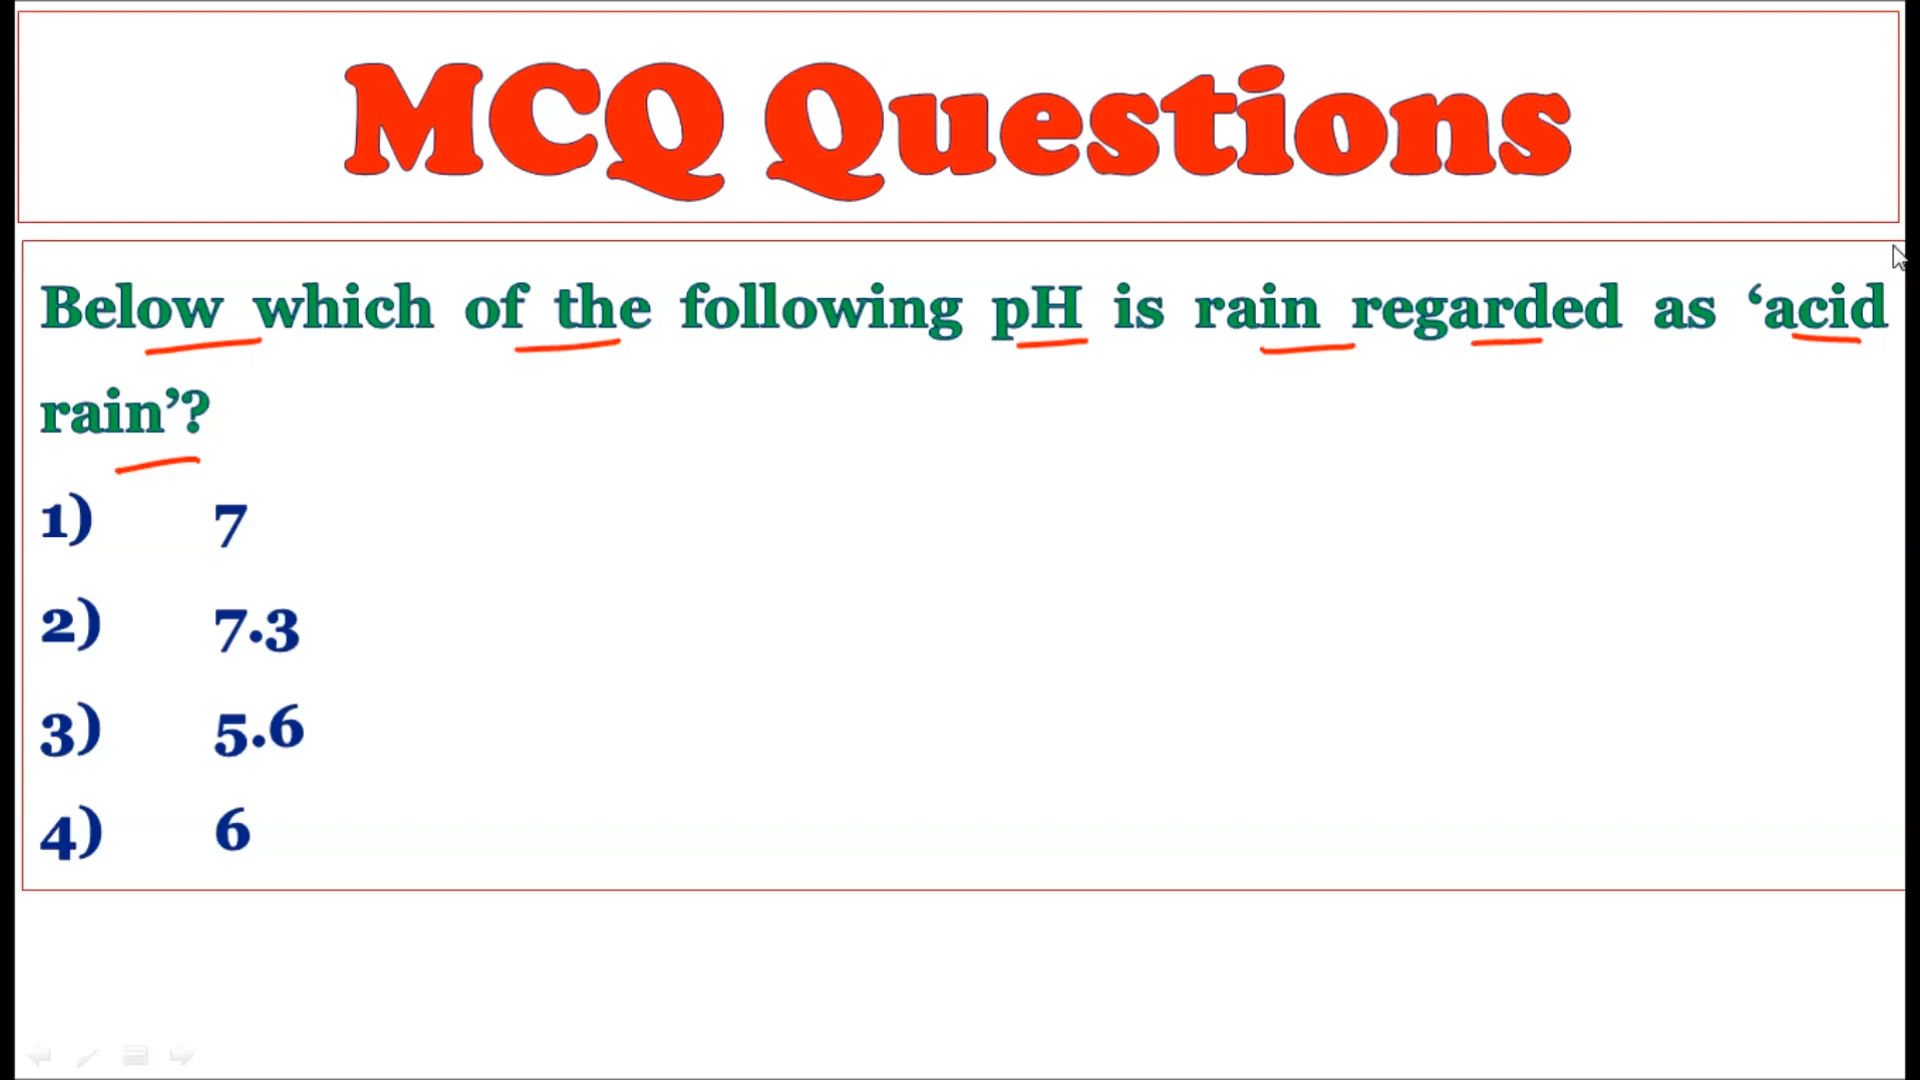 MCQ Questions
Below which of the following pH is rain regarded as ‘acid
rain’?
1) 7
2) 7.3
3) 5.6
4) 6